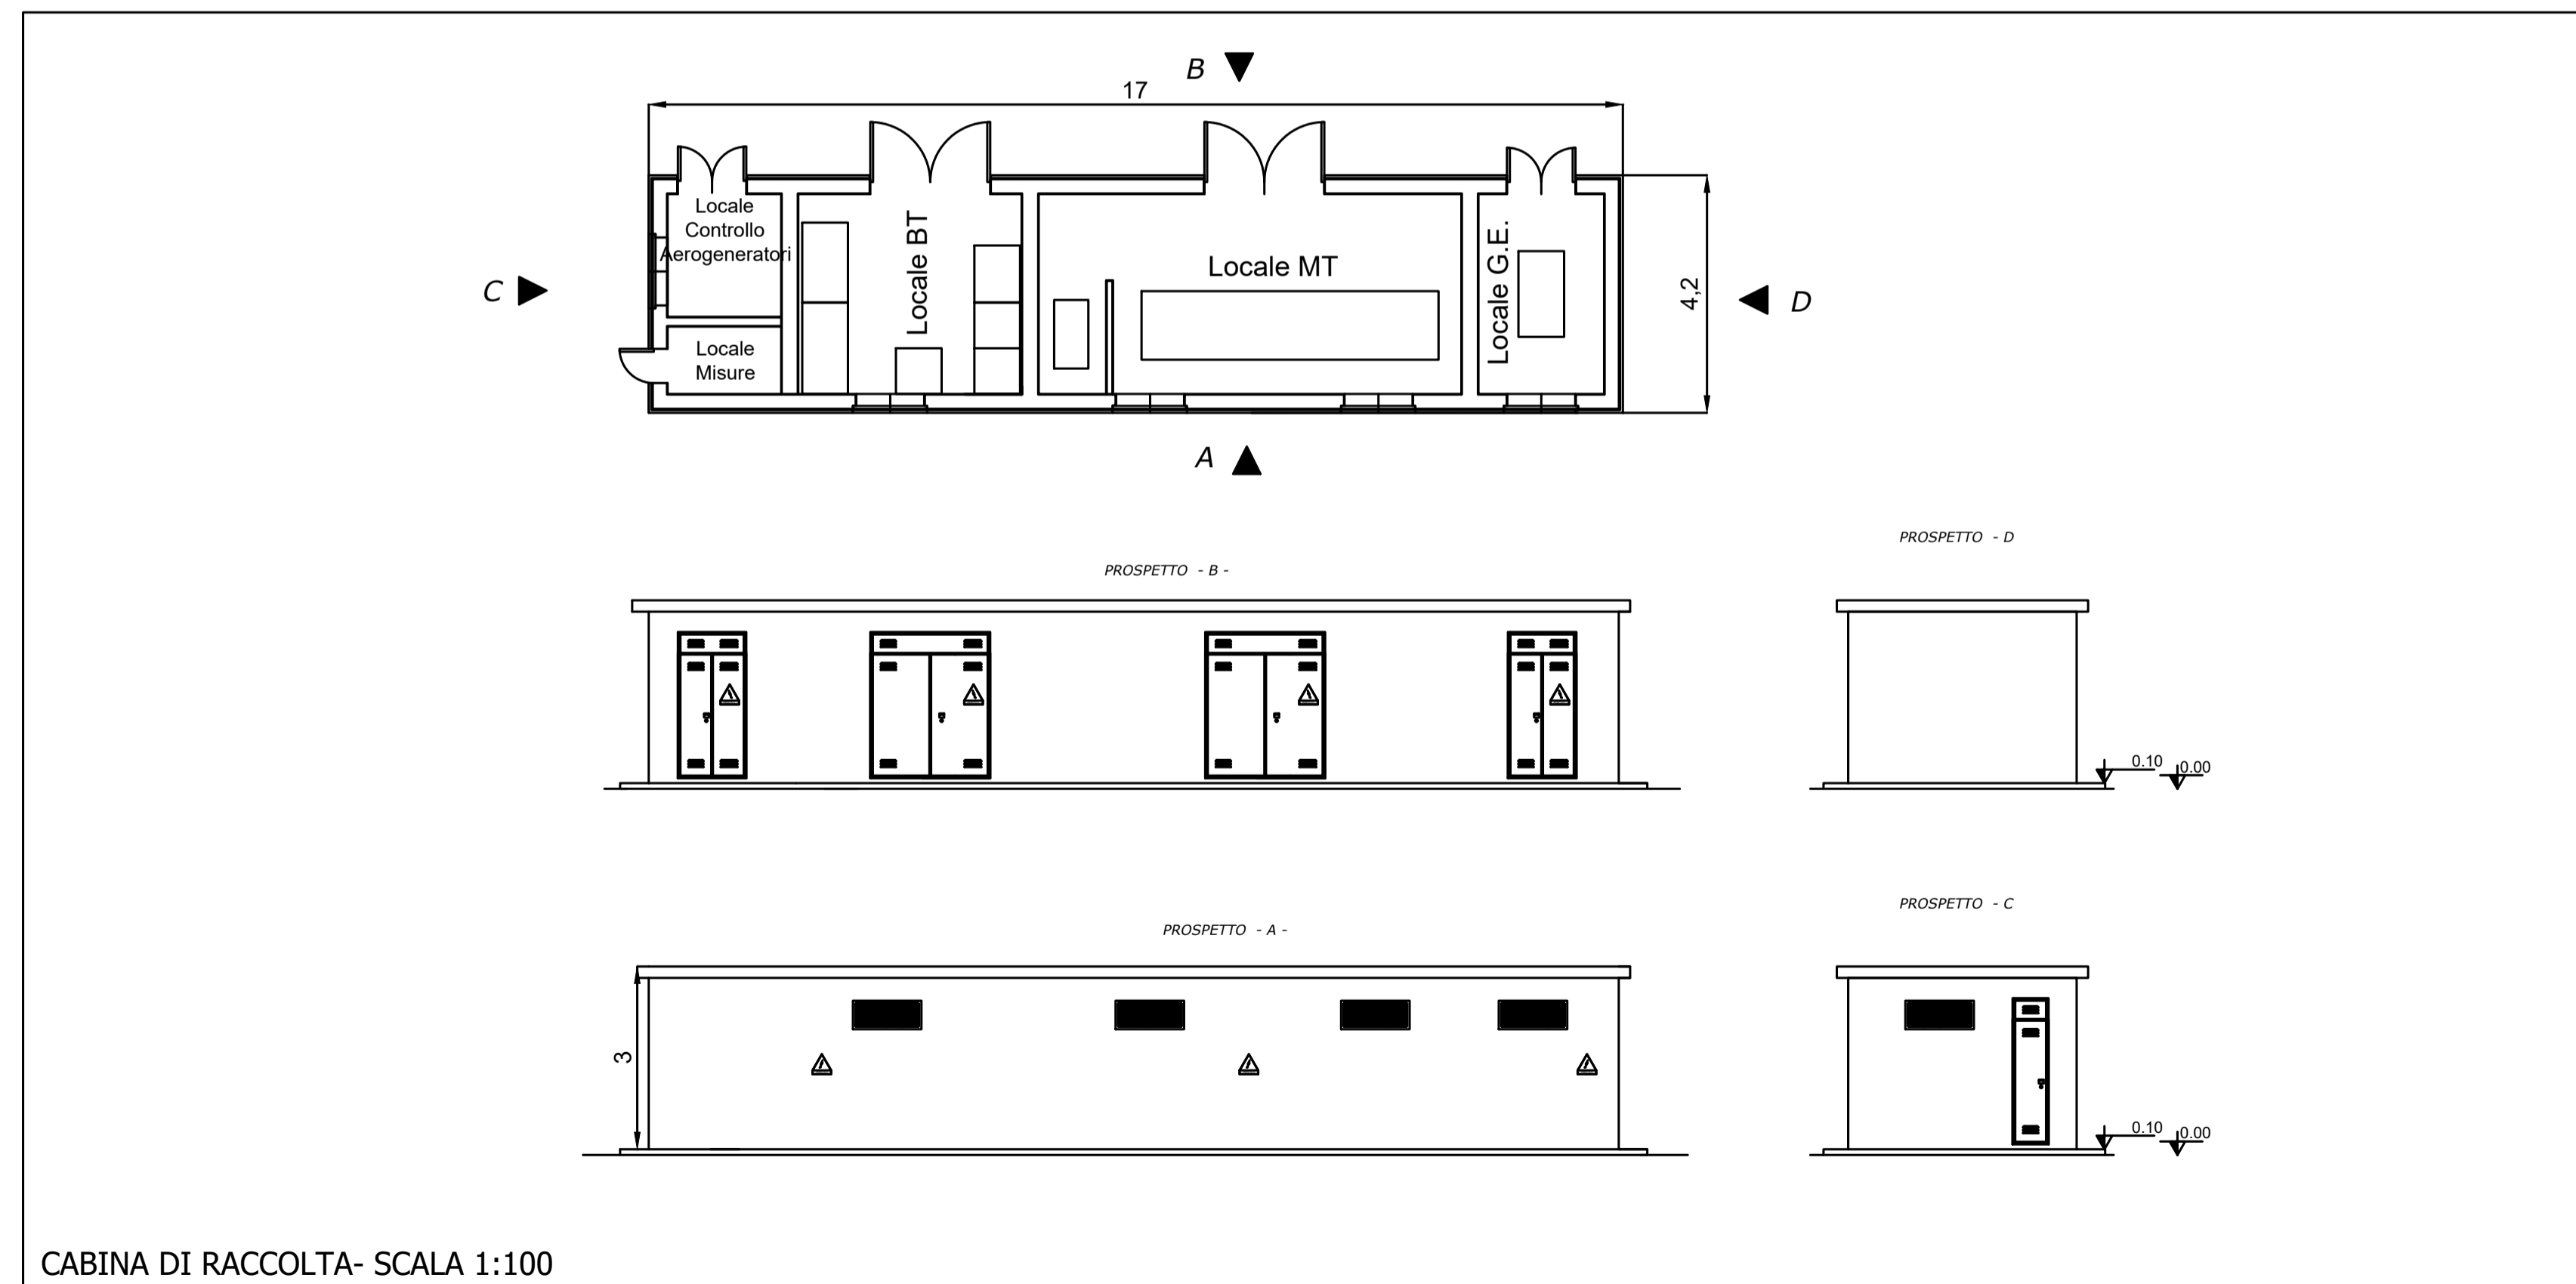 B
17
Locale
Controllo
Aerogeneratori
Locale BT
Locale MT
Locale G.E.
4,2
C
D
Locale
Misure
A
PROSPETTO - D
PROSPETTO - B -
0.10
0.00
PROSPETTO - C
PROSPETTO - A -
3
0.10
0.00
CABINA DI RACCOLTA- SCALA 1:100